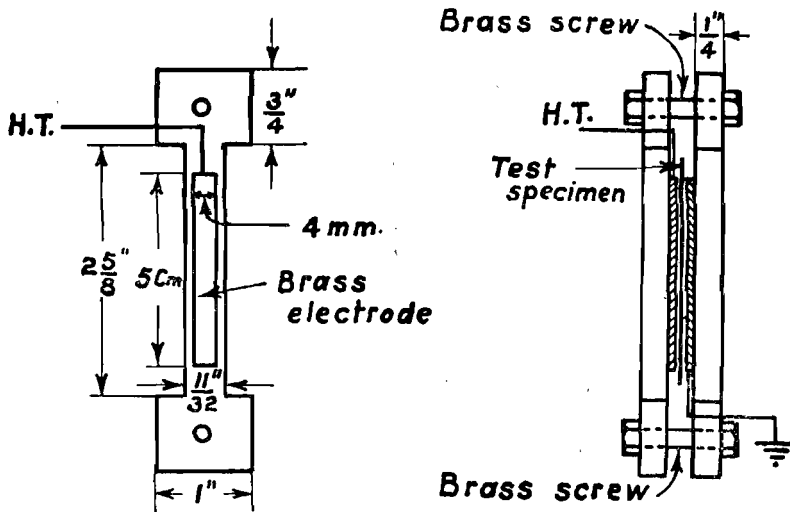 H.T.
3/4"
2 5/8"
5 Cm
4 mm.
Brass
electrode
11/32"
1"
Brass screw
1/4"
H.T.
Test
specimen
Brass screw